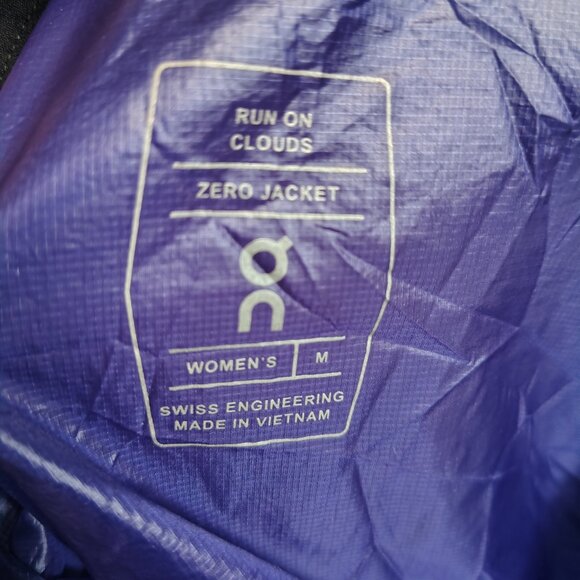 RUN ON
CLOUDS
ZERO JACKET
WOMEN'S M
SWISS ENGINEERING
MADE IN VIETNAM